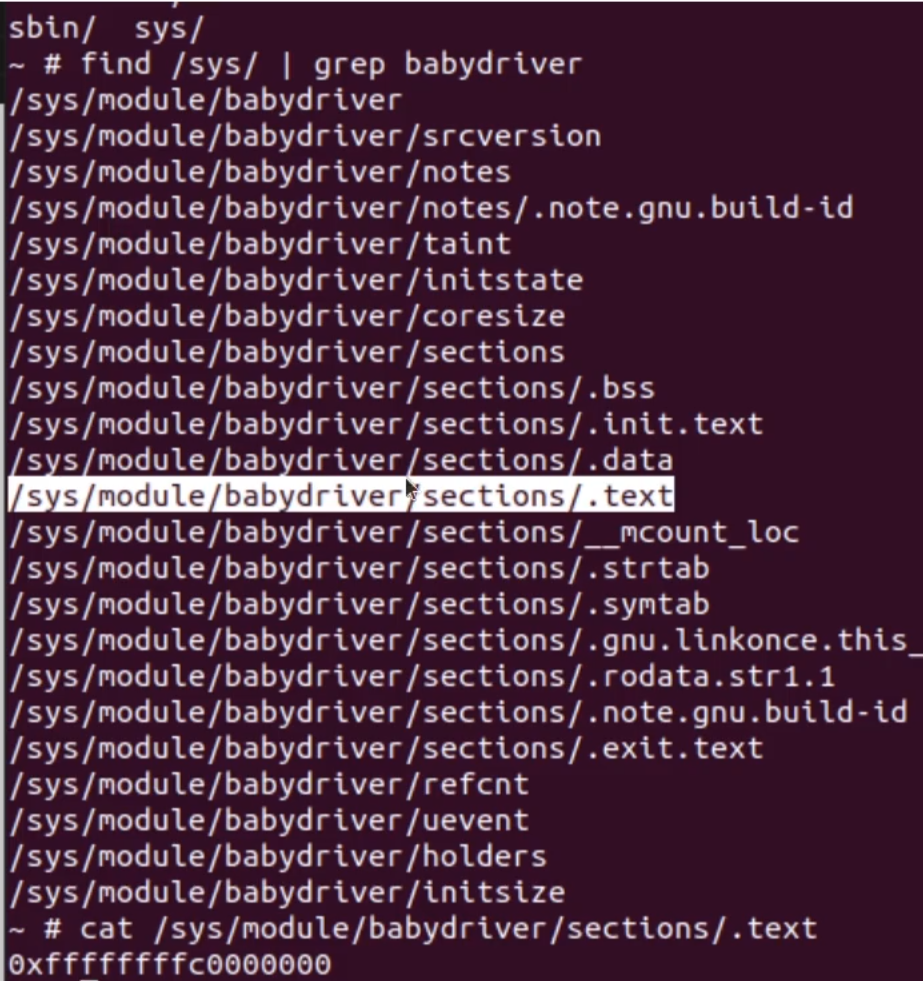 sbin/  sys/
~ # find /sys/ | grep babydriver
/sys/module/babydriver
/sys/module/babydriver/srcversion
/sys/module/babydriver/notes
/sys/module/babydriver/notes/.note.gnu.build-id
/sys/module/babydriver/taint
/sys/module/babydriver/initstate
/sys/module/babydriver/coresize
/sys/module/babydriver/sections
/sys/module/babydriver/sections/.bss
/sys/module/babydriver/sections/.init.text
/sys/module/babydriver/sections/.data
/sys/module/babydriver/sections/.text
/sys/module/babydriver/sections/__mcount_loc
/sys/module/babydriver/sections/.strtab
/sys/module/babydriver/sections/.symtab
/sys/module/babydriver/sections/.gnu.linkonce.this_
/sys/module/babydriver/sections/.rodata.str1.1
/sys/module/babydriver/sections/.note.gnu.build-id
/sys/module/babydriver/sections/.exit.text
/sys/module/babydriver/refcnt
/sys/module/babydriver/uevent
/sys/module/babydriver/holders
/sys/module/babydriver/initsize
~ # cat /sys/module/babydriver/sections/.text
0xffffffffc0000000